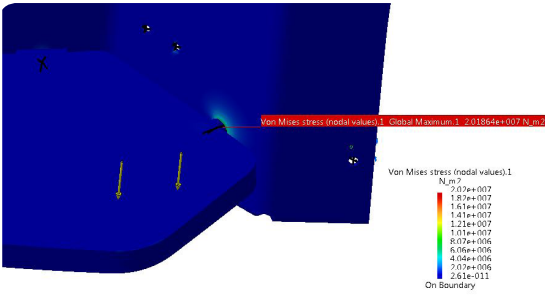 Von Mises stress (nodal values).1 Global Maximum.1 2.01864e+007 N_m2
Von Mises stress (nodal values).1
N_m2
2.02e+007
1.82e+007
1.61e+007
1.41e+007
1.21e+007
1.01e+007
8.07e+006
6.06e+006
4.04e+006
2.02e+006
2.61e-011
On Boundary